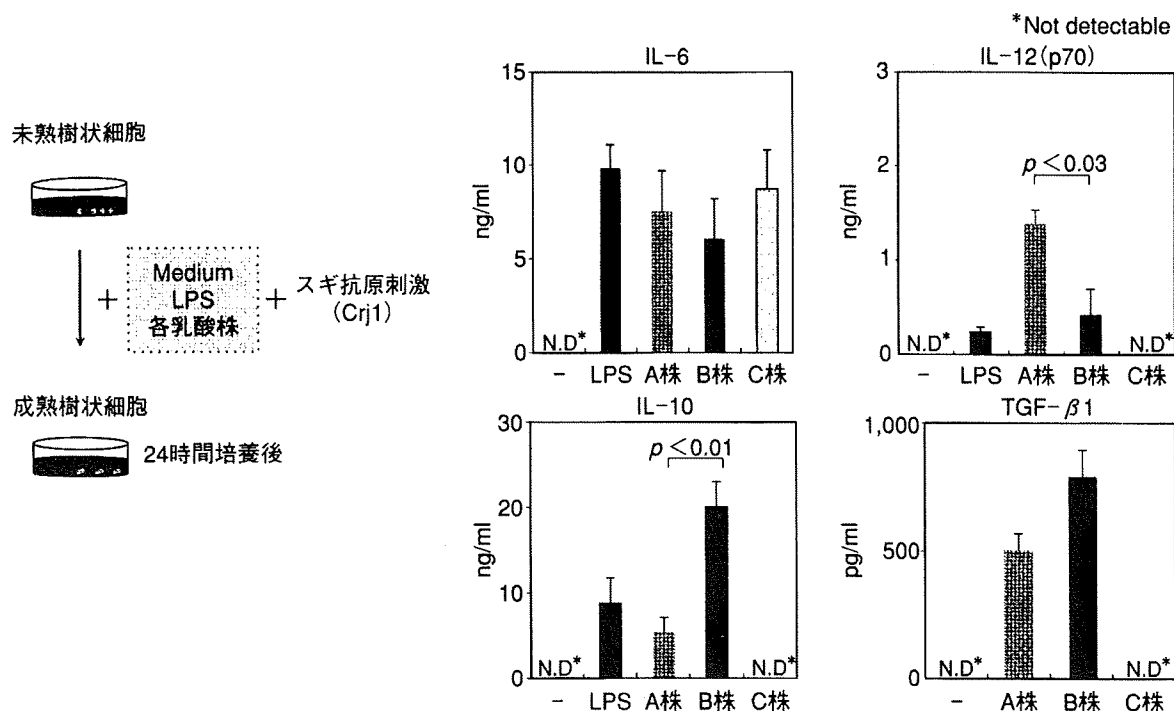 *Not detectable
未熟樹状細胞
+
Medium
LPS
各乳酸株
+
スギ抗原刺激
(Crj1)
成熟樹状細胞
24時間培養後
IL-6
ng/ml
15
10
5
0
N.D*
- LPS A株 B株 C株
IL-12(p70)
ng/ml
3
2
1
0
p<0.03
N.D* N.D*
- LPS A株 B株 C株
IL-10
ng/ml
30
20
10
0
p<0.01
N.D* N.D*
- LPS A株 B株 C株
TGF-β1
pg/ml
1,000
500
0
N.D* N.D*
- A株 B株 C株